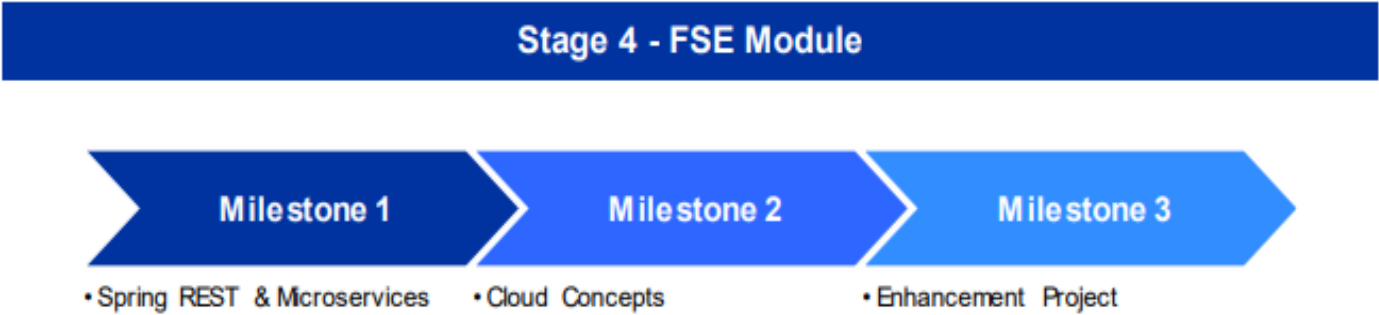 Stage 4 - FSE Module
Milestone 1
Milestone 2
Milestone 3
• Spring REST & Microservices
• Cloud Concepts
• Enhancement Project